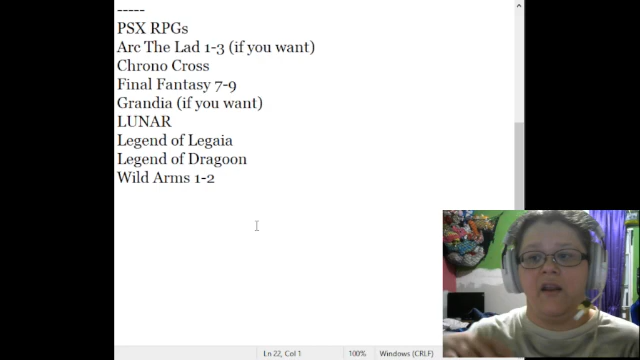 -----
PSX RPGs
Arc The Lad 1-3 (if you want)
Chrono Cross
Final Fantasy 7-9
Grandia (if you want)
LUNAR
Legend of Legaia
Legend of Dragoon
Wild Arms 1-2
Ln 22, Col 1 100% Windows (CRLF)